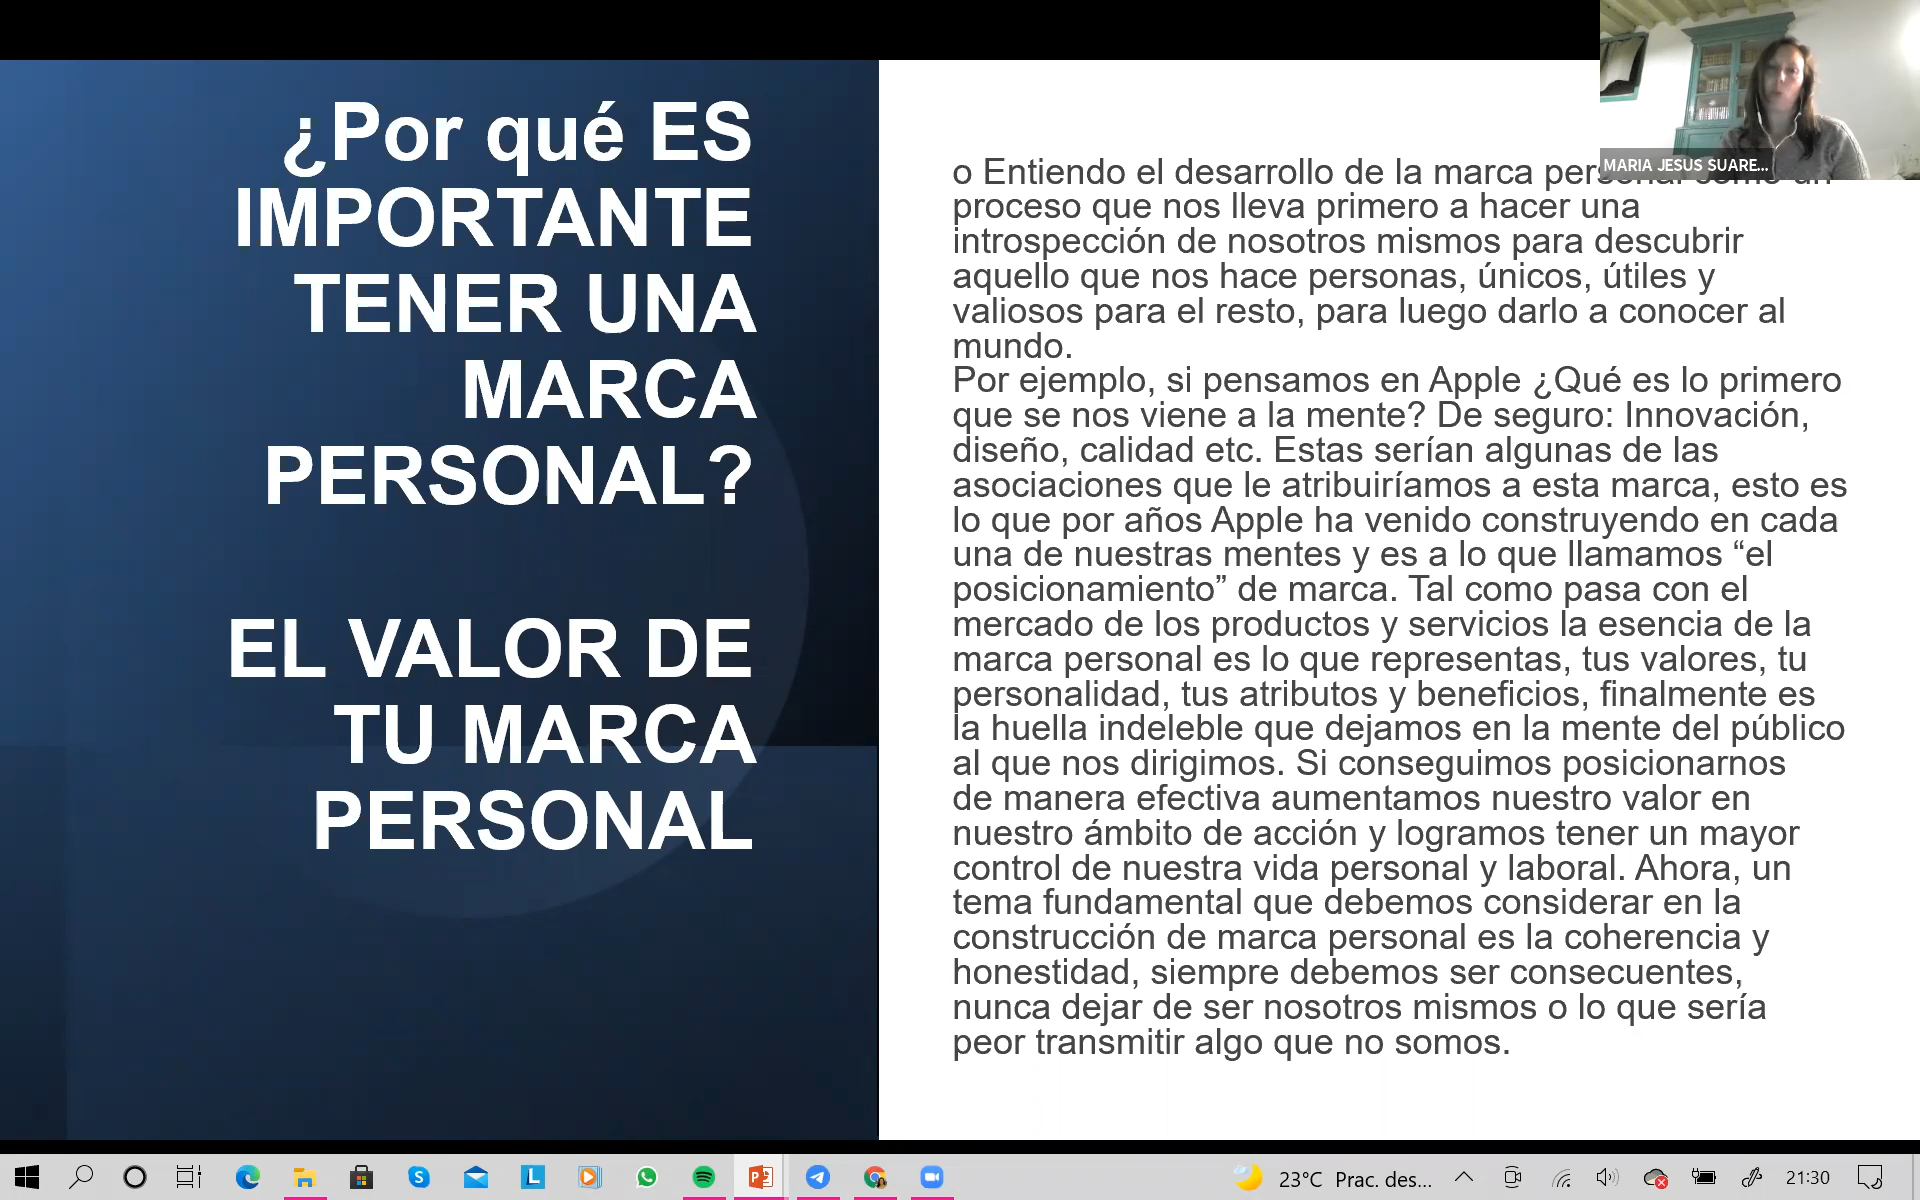 ¿Por qué ES
IMPORTANTE
TENER UNA
MARCA
PERSONAL?
EL VALOR DE
TU MARCA
PERSONAL
o Entiendo el desarrollo de la marca personal como un
proceso que nos lleva primero a hacer una
introspección de nosotros mismos para descubrir
aquello que nos hace personas, únicos, útiles y
valiosos para el resto, para luego darlo a conocer al
mundo.
Por ejemplo, si pensamos en Apple ¿Qué es lo primero
que se nos viene a la mente? De seguro: Innovación,
diseño, calidad etc. Estas serían algunas de las
asociaciones que le atribuiríamos a esta marca, esto es
lo que por años Apple ha venido construyendo en cada
una de nuestras mentes y es a lo que llamamos “el
posicionamiento” de marca. Tal como pasa con el
mercado de los productos y servicios la esencia de la
marca personal es lo que representas, tus valores, tu
personalidad, tus atributos y beneficios, finalmente es
la huella indeleble que dejamos en la mente del público
al que nos dirigimos. Si conseguimos posicionarnos
de manera efectiva aumentamos nuestro valor en
nuestro ámbito de acción y logramos tener un mayor
control de nuestra vida personal y laboral. Ahora, un
tema fundamental que debemos considerar en la
construcción de marca personal es la coherencia y
honestidad, siempre debemos ser consecuentes,
nunca dejar de ser nosotros mismos o lo que sería
peor transmitir algo que no somos.
MARIA JESUS SUARE...
23°C Prac. des... 21:30